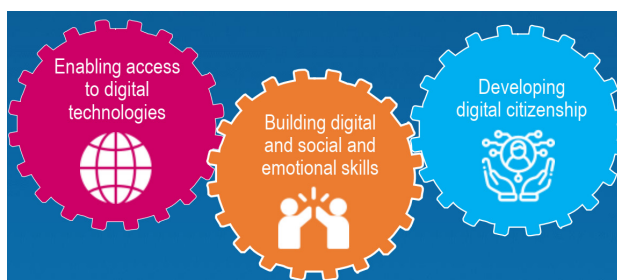 Enabling access
to digital
technologies
Building digital
and social and
emotional skills
Developing
digital citizenship